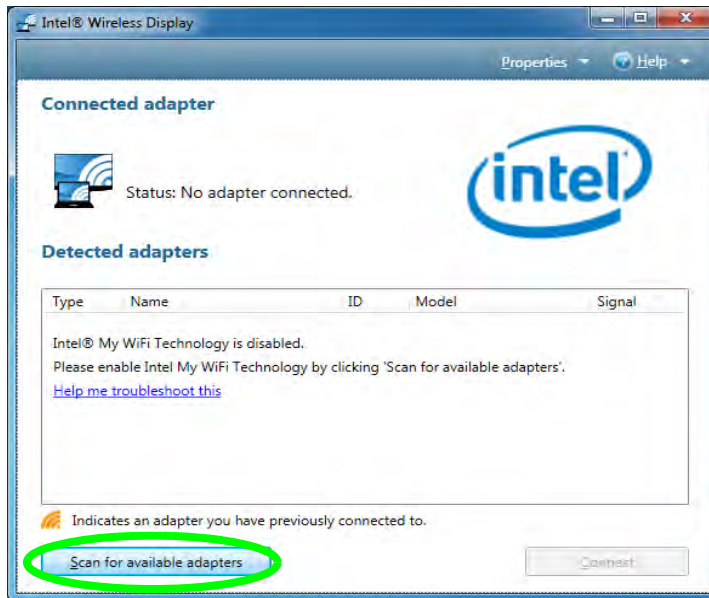 Intel® Wireless Display
Properties Help
Connected adapter
intel
Status: No adapter connected.
Detected adapters
Type Name ID Model Signal
Intel® My WiFi Technology is disabled.
Please enable Intel My WiFi Technology by clicking 'Scan for available adapters'.
Help me troubleshoot this
Indicates an adapter you have previously connected to.
Scan for available adapters Connect